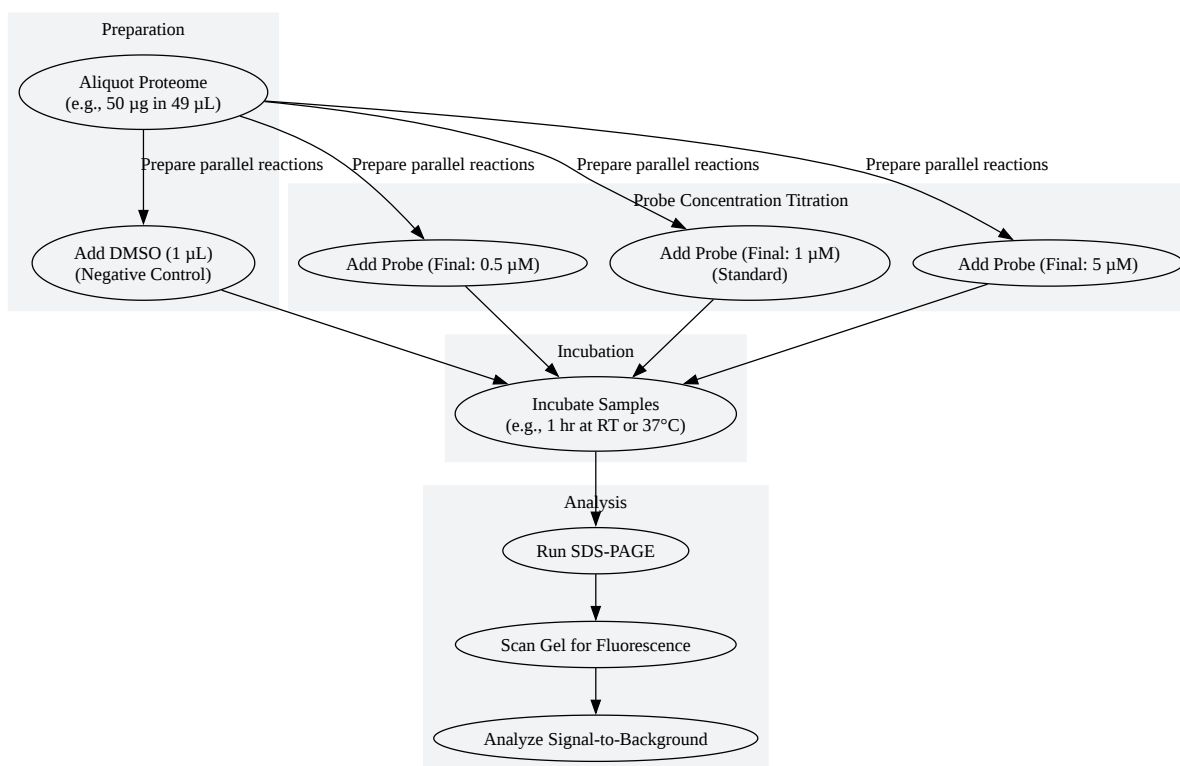 Preparation
Aliquot Proteome
(e.g., 50 µg in 49 µL)
Prepare parallel reactions
Prepare parallel reactions
Prepare parallel reactions
Prepare parallel reactions
Probe Concentration Titration
Add DMSO (1 µL)
(Negative Control)
Add Probe (Final: 0.5 µM)
Add Probe (Final: 1 µM)
(Standard)
Add Probe (Final: 5 µM)
Incubation
Incubate Samples
(e.g., 1 hr at RT or 37°C)
Analysis
Run SDS-PAGE
Scan Gel for Fluorescence
Analyze Signal-to-Background